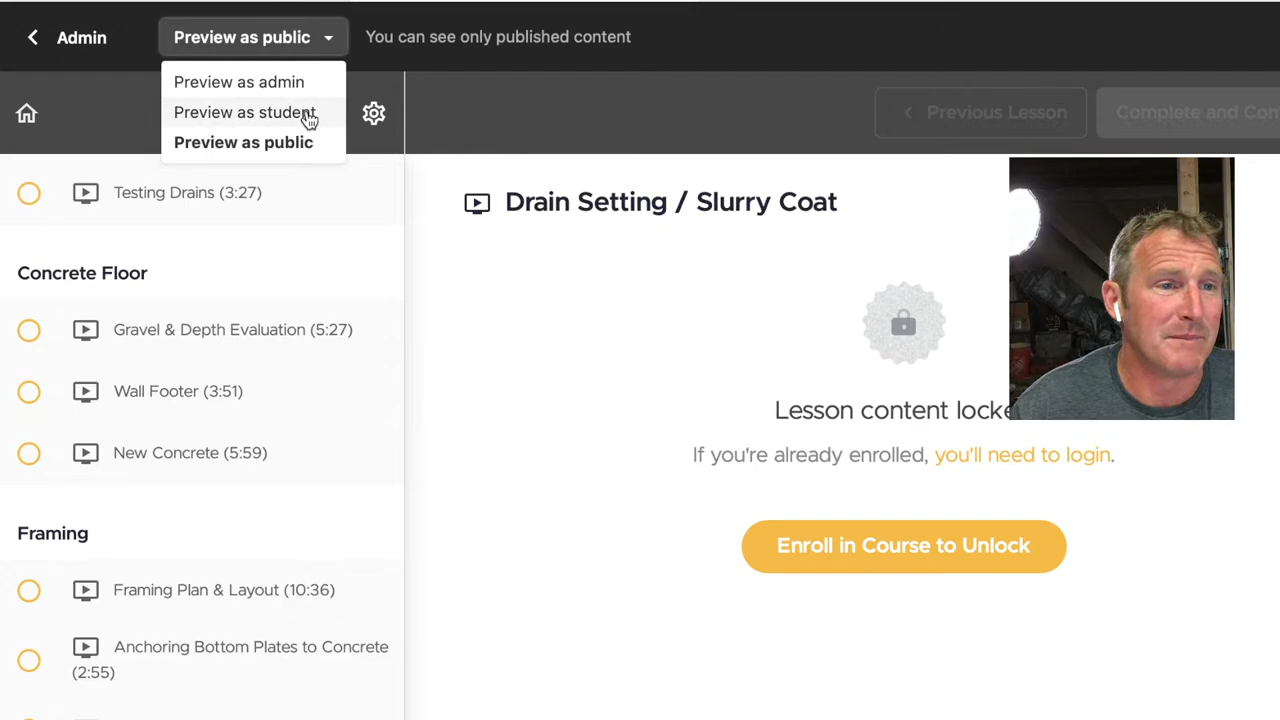 Admin
Preview as public
You can see only published content
Preview as admin
Preview as student
Preview as public
Previous Lesson
Complete and Con
Testing Drains (3:27)
Drain Setting / Slurry Coat
Concrete Floor
Gravel & Depth Evaluation (5:27)
Wall Footer (3:51)
New Concrete (5:59)
Lesson content locke
If you're already enrolled, you'll need to login.
Enroll in Course to Unlock
Framing
Framing Plan & Layout (10:36)
Anchoring Bottom Plates to Concrete
(2:55)